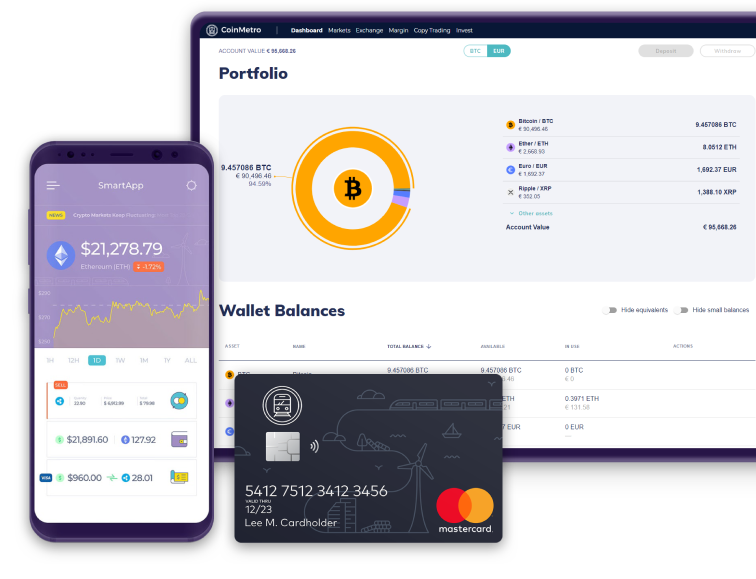 CoinMetro
Dashboard Markets Exchange Margin Copy Trading Invest
ACCOUNT VALUE € 95,668.26
BTC EUR
Deposit Withdraw
Portfolio
9.457086 BTC
€ 90,496.46
94.59%
Bitcoin / BTC
€ 90,496.46
9.457086 BTC
Ether / ETH
€ 2,668.93
8.0512 ETH
Euro / EUR
€ 1,692.37
1,692.37 EUR
Ripple / XRP
€ 352.05
1,388.10 XRP
Other assets
Account Value € 95,668.26
Wallet Balances
Hide equivalents Hide small balances
ASSET NAME TOTAL BALANCE AVAILABLE IN USE ACTIONS
BTC Bitcoin 9.457086 BTC 9.457086 BTC 0 BTC
€ 0
ETH 0.3971 ETH
€ 131.56
EUR 0 EUR
SmartApp
NEWS Crypto Markets Keep Fluctuating
$21,278.79
Ethereum (ETH) -1.72%
1H 12H 1D 1W 1M 1Y ALL
SELL
$21,891.60 127.92
VISA $960.00 28.01
5412 7512 3412 3456
VALID THRU
12/23
Lee M. Cardholder
mastercard.